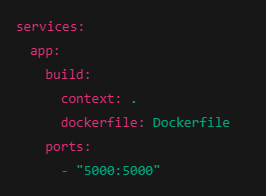 services:
  app:
    build:
      context: .
      dockerfile: Dockerfile
    ports:
      - "5000:5000"